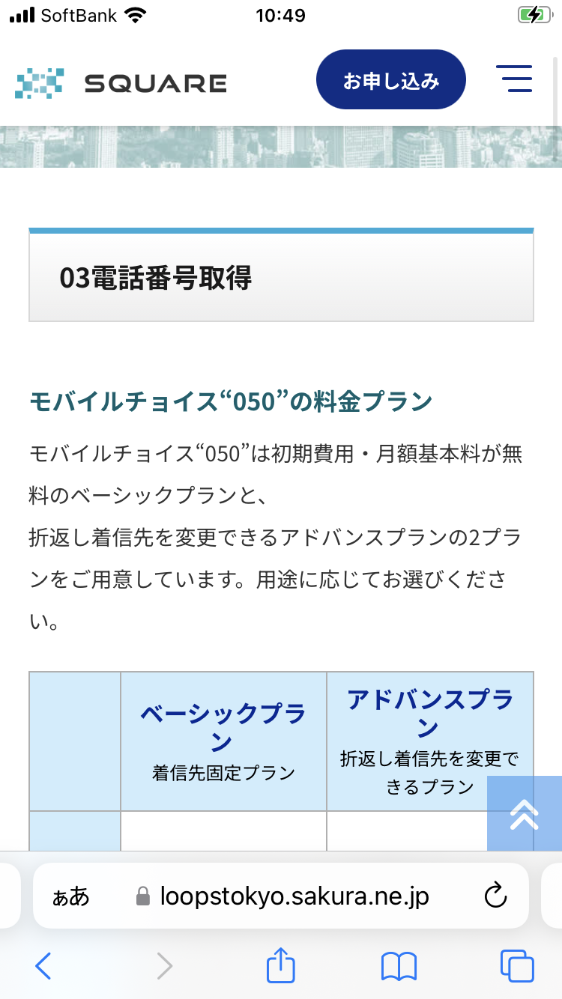 SoftBank 10:49
SQUARE お申し込み
03電話番号取得
モバイルチョイス“050”の料金プラン
モバイルチョイス“050”は初期費用・月額基本料が無
料のベーシックプランと、
折返し着信先を変更できるアドバンスプランの2プラ
ンをご用意しています。用途に応じてお選びくださ
い。
ベーシックプラ
ン
着信先固定プラン
アドバンスプラ
ン
折返し着信先を変更で
きるプラン
ぁあ loopstokyo.sakura.ne.jp